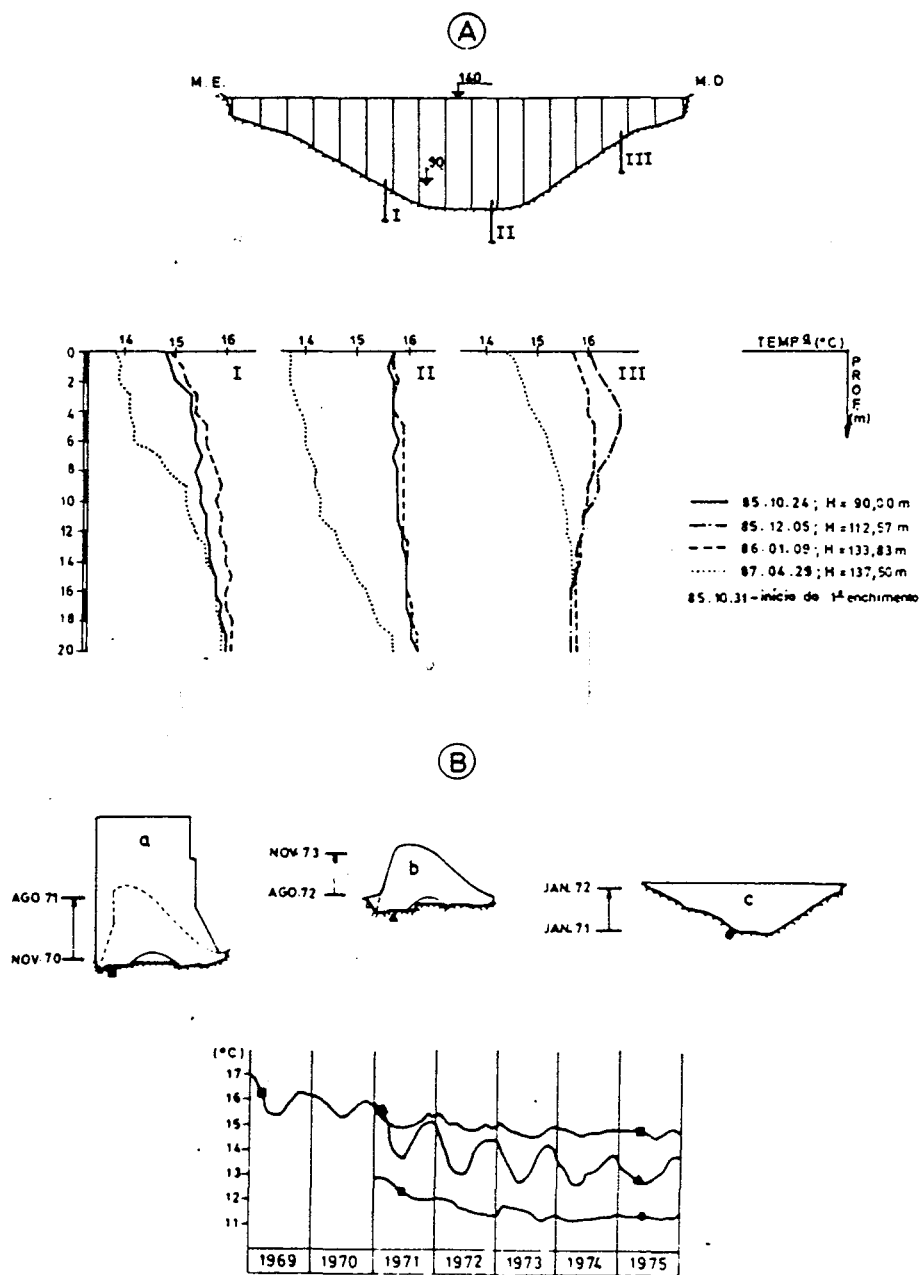 A
M.E.
160
M.D
90
I
II
III
14 15 16
14 15 16
15 16
TEMPª (°C)
0
I
II
III
PROF. (m)
2
4
6
8
10
12
14
16
18
20
85.10.24 ; H = 90,00 m
85.12.05 ; H = 112,57 m
86.01.09 ; H = 133,83 m
87.04.29 ; H = 137,50 m
85.10.31 - início do 1º enchimento
B
a
AGO 71
NOV. 70
NOV. 73
b
AGO. 72
JAN. 72
c
JAN. 71
(°C)
17
16
15
14
13
12
11
1969 1970 1971 1972 1973 1974 1975